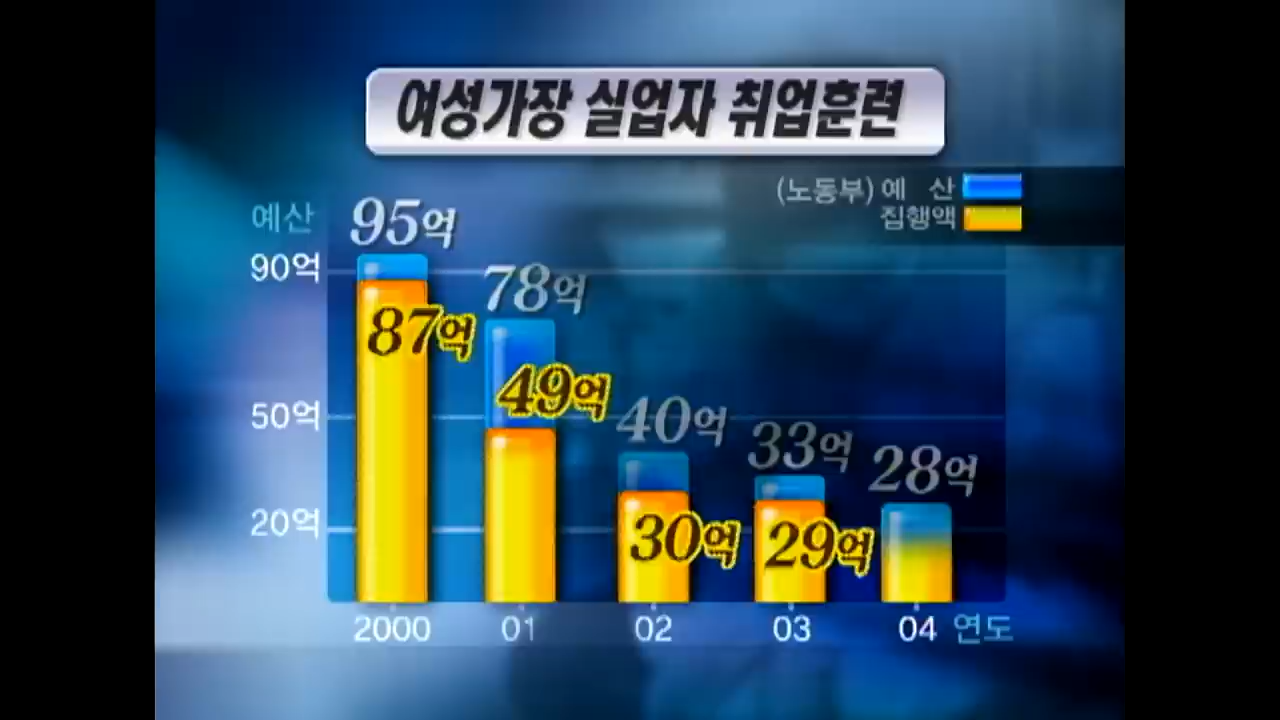 여성가장 실업자 취업훈련
(노동부) 예 산
집행액
예산
95억
90억
78억
87억
49억
50억
40억
33억
28억
20억
30억
29억
2000 01 02 03 04 연도